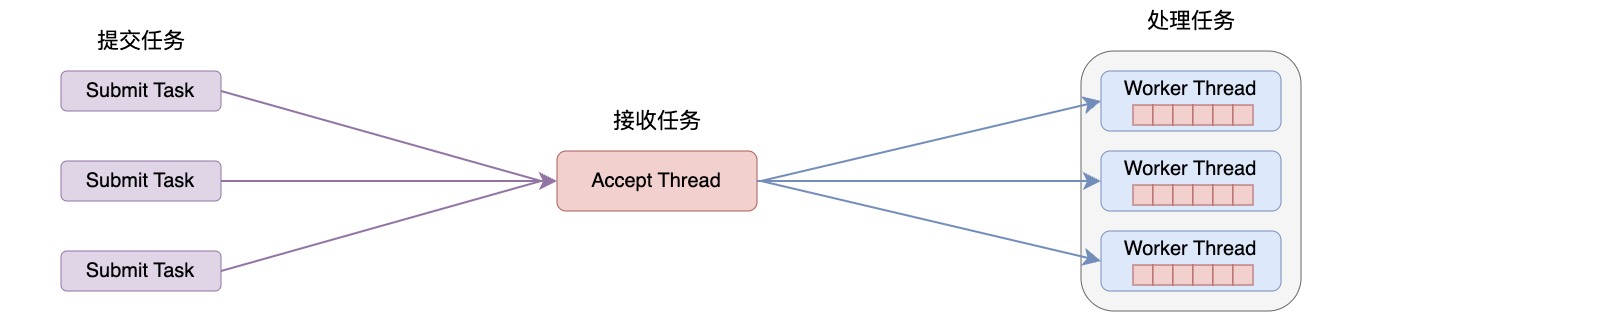 提交任务
Submit Task
Submit Task
Submit Task
接收任务
Accept Thread
处理任务
Worker Thread
Worker Thread
Worker Thread